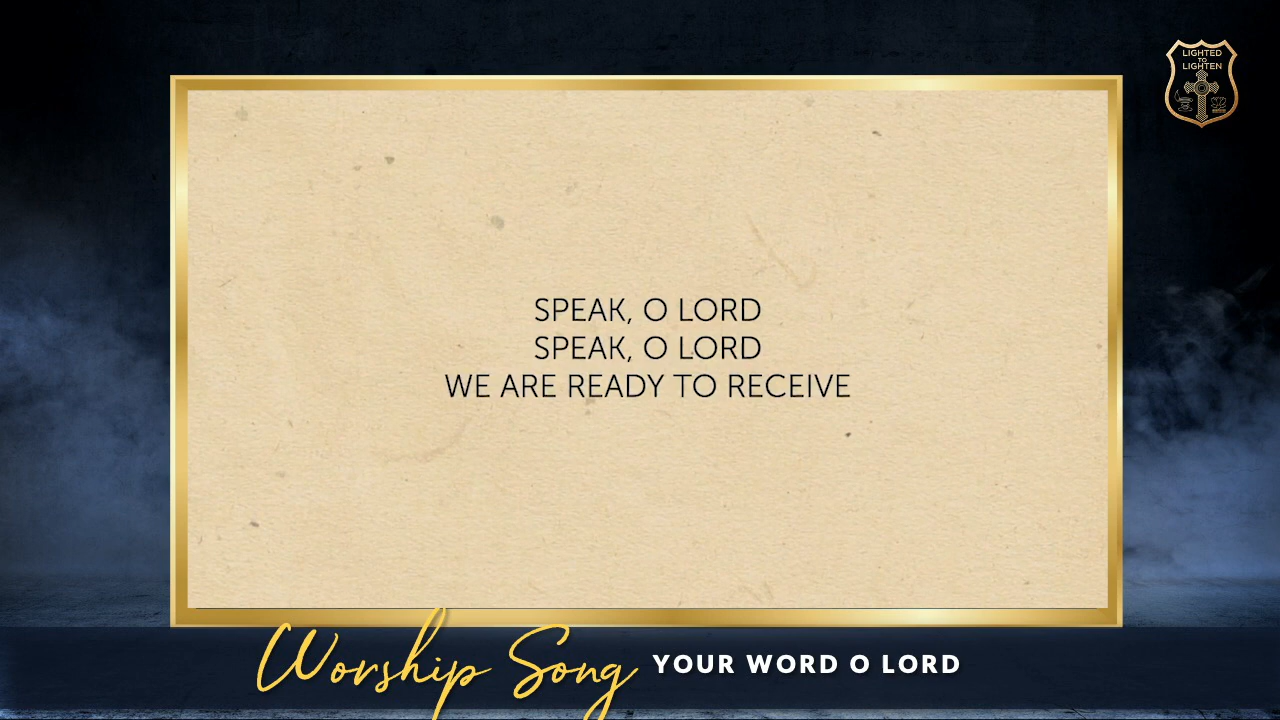 LIGHTED
TO
LIGHTEN
SPEAK, O LORD
SPEAK, O LORD
WE ARE READY TO RECEIVE
Worship Song YOUR WORD O LORD